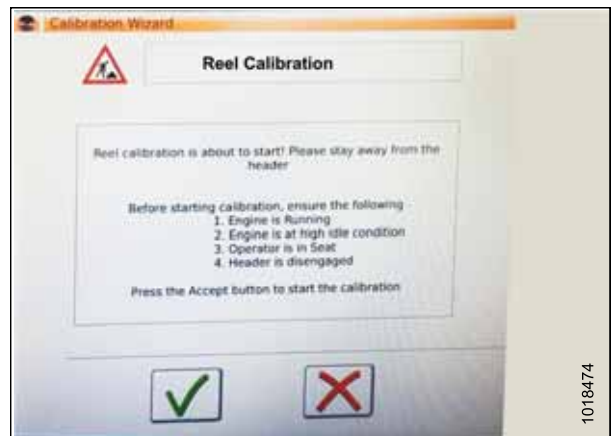 Calibration Wizard
Reel Calibration
Reel calibration is about to start! Please stay away from the
header
Before starting calibration, ensure the following
1. Engine is Running
2. Engine is at high idle condition
3. Operator is in Seat
4. Header is disengaged
Press the Accept button to start the calibration
1018474